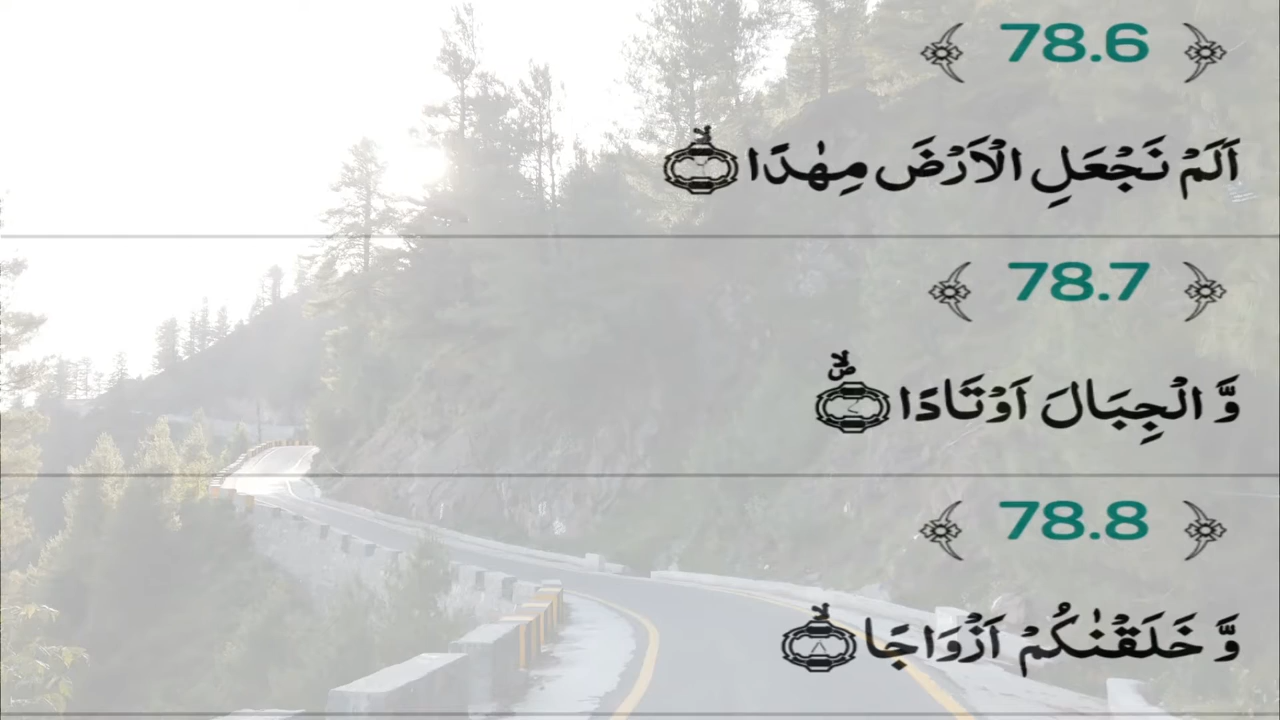 78.6
اَلَمْ نَجْعَلِ الْاَرْضَ مِهٰدًا ۙ
78.7
وَّ الْجِبَالَ اَوْتَادًا ۪ۙ
78.8
وَّ خَلَقْنٰكُمْ اَزْوَاجًا ۙ